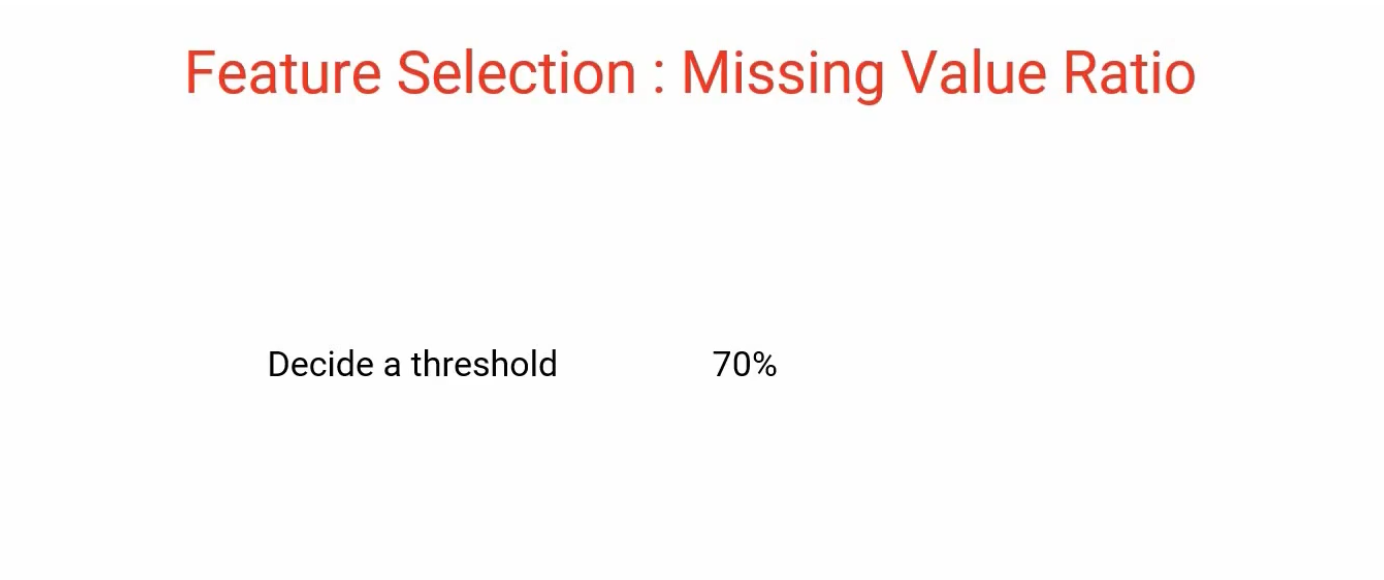 Feature Selection : Missing Value Ratio
Decide a threshold 70%